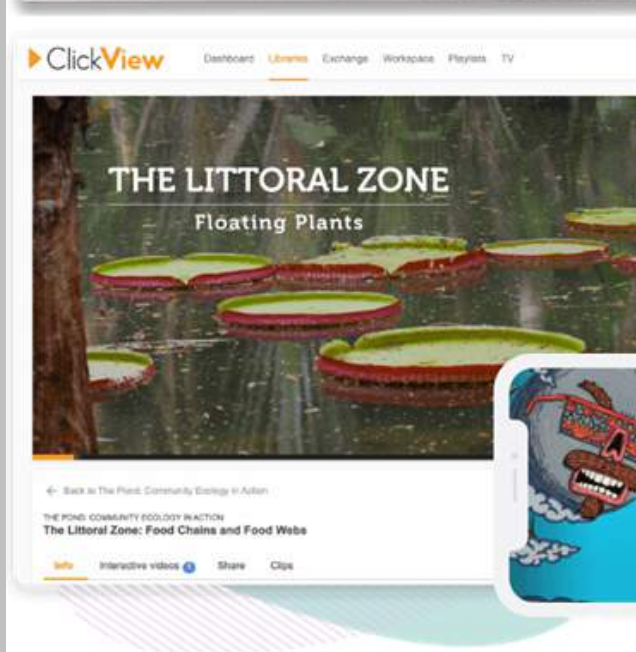 ClickView
Dashboard Libraries Exchange Workspace Playlists TV
THE LITTORAL ZONE
Floating Plants
← Back to The Pond: Community Ecology in Action
THE POND: COMMUNITY ECOLOGY IN ACTION
The Littoral Zone: Food Chains and Food Webs
Info Interactive videos 1 Share Clips